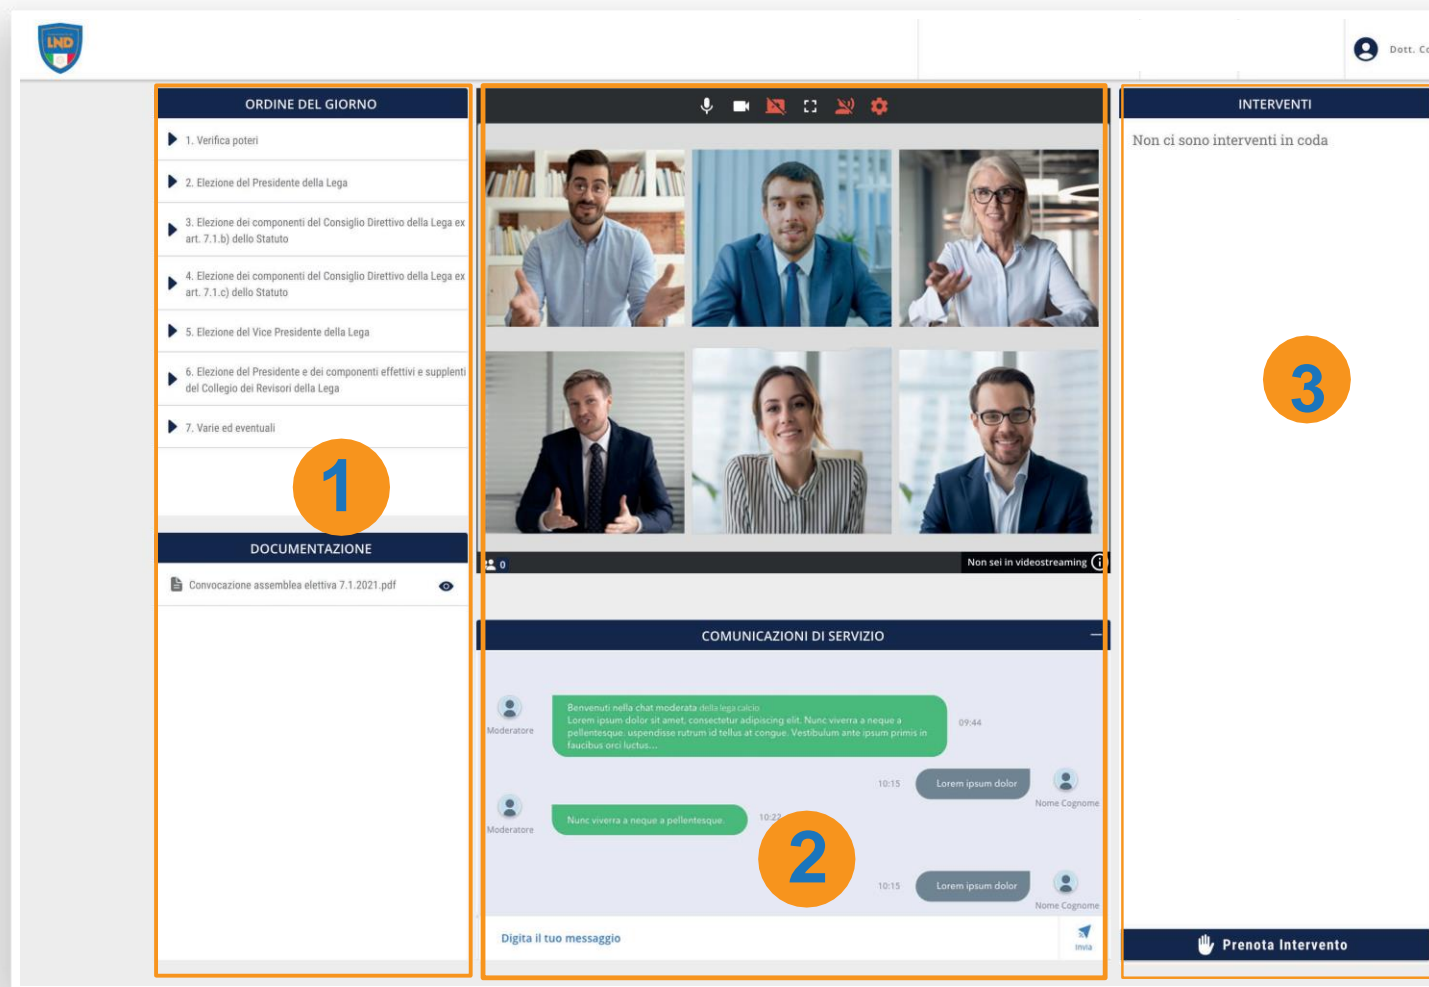 LND
Dott. Co
ORDINE DEL GIORNO
1. Verifica poteri
2. Elezione del Presidente della Lega
3. Elezione dei componenti del Consiglio Direttivo della Lega ex
art. 7.1.b) dello Statuto
4. Elezione dei componenti del Consiglio Direttivo della Lega ex
art. 7.1.c) dello Statuto
5. Elezione del Vice Presidente della Lega
6. Elezione del Presidente e dei componenti effettivi e supplenti
del Collegio dei Revisori della Lega
7. Varie ed eventuali
1
DOCUMENTAZIONE
Convocazione assemblea elettiva 7.1.2021.pdf
0
Non sei in videostreaming
COMUNICAZIONI DI SERVIZIO
Moderatore
Benvenuti nella chat moderata della lega calcio
Lorem ipsum dolor sit amet, consectetur adipiscing elit. Nunc viverra a neque a
pellentesque. uspendisse rutrum id tellus at congue. Vestibulum ante ipsum primis in
faucibus orci luctus...
09:44
10:15
Lorem ipsum dolor
Nome Cognome
Moderatore
Nunc viverra a neque a pellentesque.
10:22
2
10:15
Lorem ipsum dolor
Nome Cognome
Digita il tuo messaggio
Invia
INTERVENTI
Non ci sono interventi in coda
3
Prenota Intervento